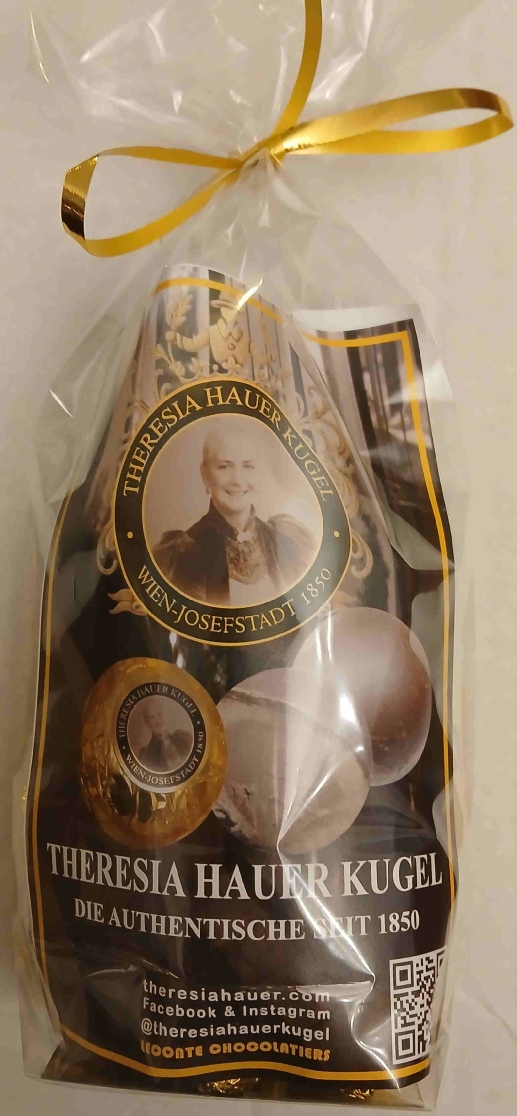 THERESIA HAUER KUGEL
WIEN-JOSEFSTADT 1850
THERESIA HAUER KUGEL
WIEN-JOSEFSTADT 1850
THERESIA HAUER KUGEL
DIE AUTHENTISCHE SEIT 1850
theresiahauer.com
Facebook & Instagram
@theresiahauerkugel
LECONTE CHOCOLATIERS